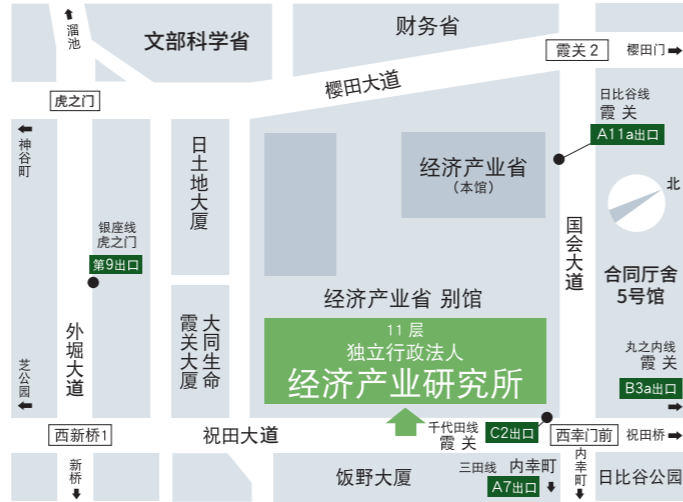 溜池
文部科学省
财务省
霞关 2
樱田门
虎之门
樱田大道
日比谷线
霞 关
A11a出口
神谷町
日土地大厦
经济产业省
（本馆）
北
银座线
虎之门
第9出口
国会大道
合同厅舍
5号馆
经济产业省 别馆
11 层
独立行政法人
经济产业研究所
外堀大道
大同生命
霞关大厦
丸之内线
霞 关
B3a出口
芝公园
西新桥1
祝田大道
千代田线
霞 关
C2出口
西幸门前
祝田桥
新桥
饭野大厦
三田线 内幸町
A7出口
内幸町
日比谷公园